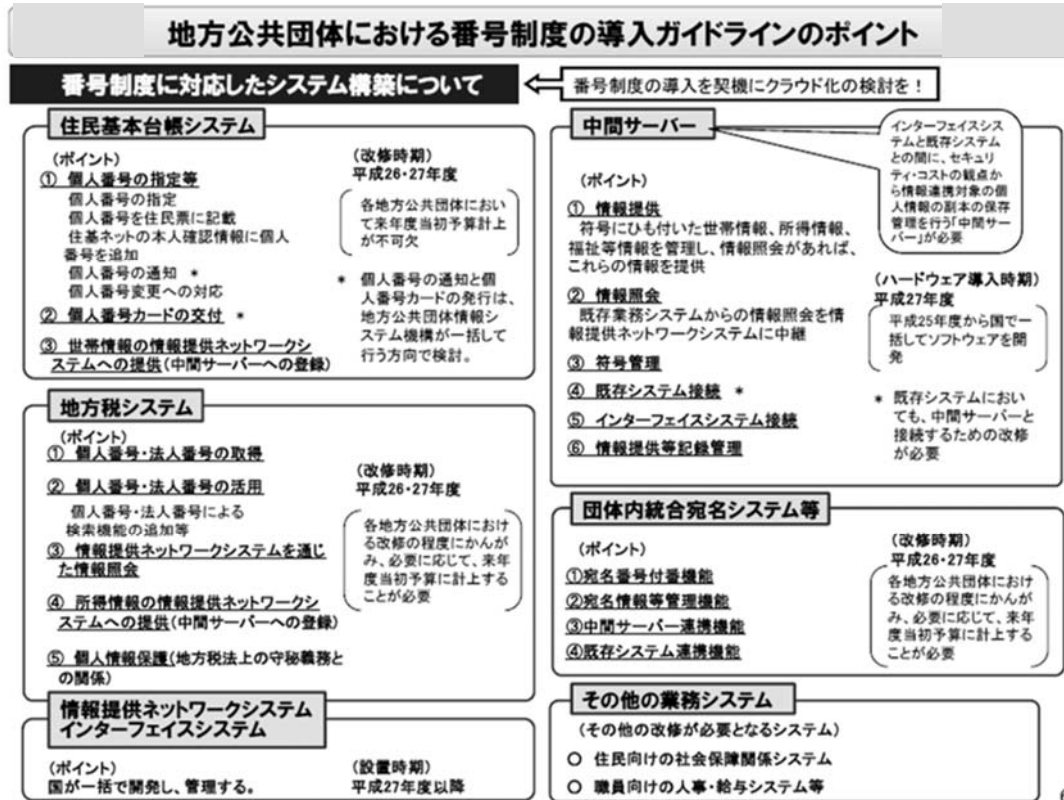 地方公共団体における番号制度の導入ガイドラインのポイント
番号制度に対応したシステム構築について
番号制度の導入を契機にクラウド化の検討を！
住民基本台帳システム
（ポイント）
① 個人番号の指定等
個人番号の指定
個人番号を住民票に記載
住基ネットの本人確認情報に個人
番号を追加
個人番号の通知 ＊
個人番号変更への対応
② 個人番号カードの交付 ＊
③ 世帯情報の情報提供ネットワークシ
ステムへの提供（中間サーバーへの登録）
（改修時期）
平成26・27年度
各地方公共団体におい
て来年度当初予算計上
が不可欠
＊ 個人番号の通知と個
人番号カードの発行は、
地方公共団体情報シ
ステム機構が一括して
行う方向で検討。
地方税システム
（ポイント）
① 個人番号・法人番号の取得
② 個人番号・法人番号の活用
個人番号・法人番号による
検索機能の追加等
③ 情報提供ネットワークシステムを通じ
た情報照会
④ 所得情報の情報提供ネットワークシ
ステムへの提供（中間サーバーへの登録）
⑤ 個人情報保護（地方税法上の守秘義務と
の関係）
（改修時期）
平成26・27年度
各地方公共団体におけ
る改修の程度にかんが
み、必要に応じて、来年
度当初予算に計上する
ことが必要
情報提供ネットワークシステム
インターフェイスシステム
（ポイント）
国が一括で開発し、管理する。
（設置時期）
平成27年度以降
中間サーバー
インターフェイスシス
テムと既存システム
との間に、セキュリ
ティ・コストの観点か
ら情報連携対象の個
人情報の副本の保存
管理を行う「中間サー
バー」が必要
（ポイント）
① 情報提供
符号にひも付いた世帯情報、所得情報、
福祉等情報を管理し、情報照会があれば、
これらの情報を提供
② 情報照会
既存業務システムからの情報照会を情
報提供ネットワークシステムに中継
③ 符号管理
④ 既存システム接続 ＊
⑤ インターフェイスシステム接続
⑥ 情報提供等記録管理
（ハードウェア導入時期）
平成27年度
平成25年度から国で一
括してソフトウェアを開
発
＊ 既存システムにおい
ても、中間サーバーと
接続するための改修
が必要
団体内統合宛名システム等
（ポイント）
①宛名番号付番機能
②宛名情報等管理機能
③中間サーバー連携機能
④既存システム連携機能
（改修時期）
平成26・27年度
各地方公共団体におけ
る改修の程度にかんが
み、必要に応じて、来年
度当初予算に計上する
ことが必要
その他の業務システム
（その他の改修が必要となるシステム）
○ 住民向けの社会保障関係システム
○ 職員向けの人事・給与システム等